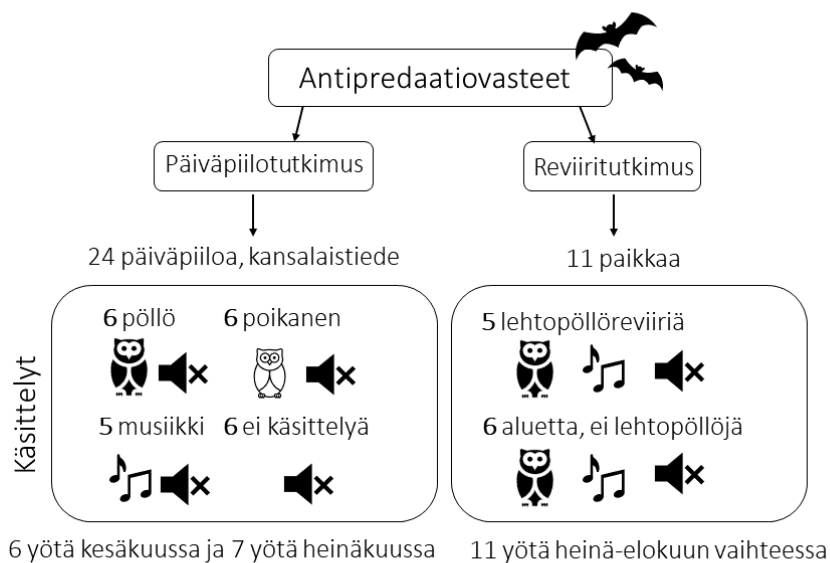 Antipredaatiovasteet
Päiväpiilotutkimus
Reviiritutkimus
24 päiväpiiloa, kansalaistiede
11 paikkaa
Käsittelyt
6 pöllö
6 poikanen
5 musiikki
6 ei käsittelyä
5 lehtopöllöreviiriä
6 aluetta, ei lehtopöllöjä
6 yötä kesäkuussa ja 7 yötä heinäkuussa
11 yötä heinä-elokuun vaihteessa